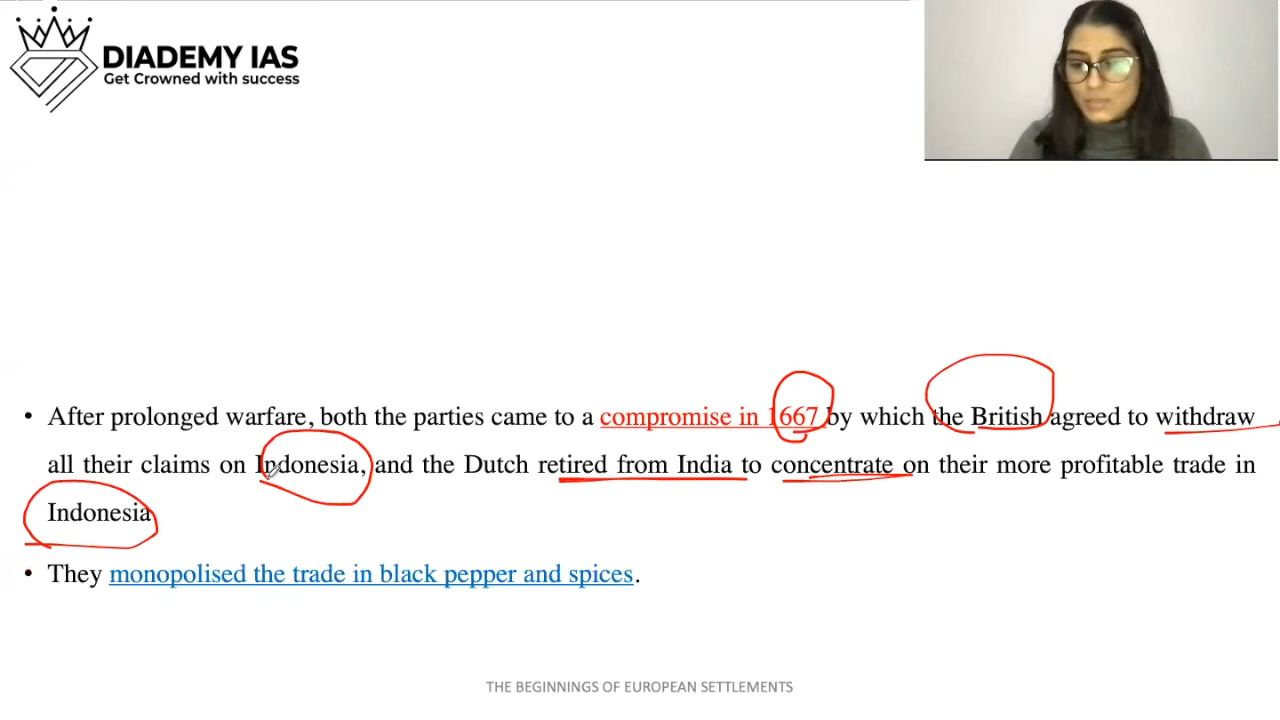 DIADEMY IAS
Get Crowned with success
• After prolonged warfare, both the parties came to a compromise in 1667 by which the British agreed to withdraw
all their claims on Indonesia, and the Dutch retired from India to concentrate on their more profitable trade in
Indonesia
• They monopolised the trade in black pepper and spices.
THE BEGINNINGS OF EUROPEAN SETTLEMENTS